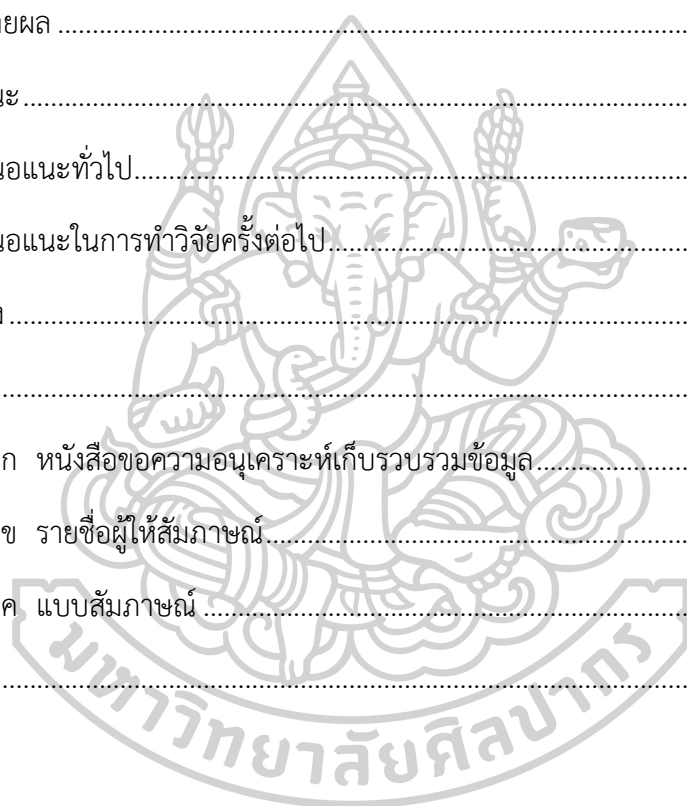 ยผล ........................................................................................................................
นะ ........................................................................................................................
นอแนะทั่วไป........................................................................................................................
นอแนะในการทำวิจัยครั้งต่อไป........................................................................................................................
ง ........................................................................................................................
........................................................................................................................
ก หนังสือขอความอนุเคราะห์เก็บรวบรวมข้อมูล........................................................................................................................
ข รายชื่อผู้ให้สัมภาษณ์........................................................................................................................
ค แบบสัมภาษณ์ ........................................................................................................................
........................................................................................................................
มหาวิทยาลัยศิลปากร